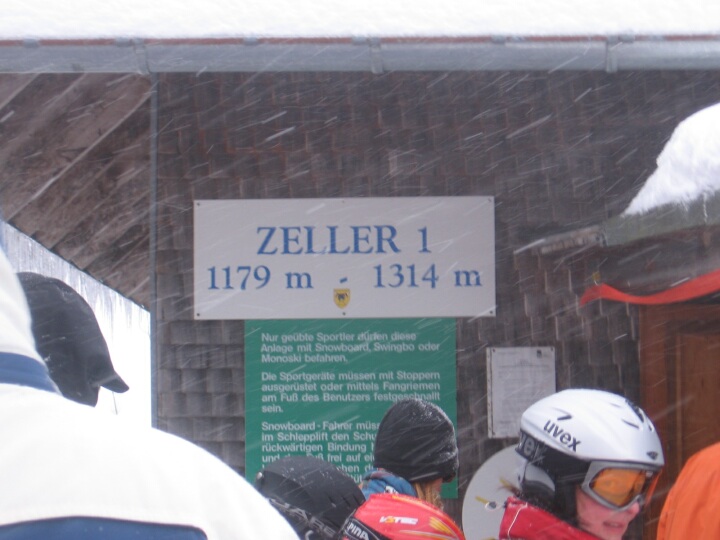 ZELLER 1
1179 m - 1314 m
Nur geübte Sportler dürfen diese
Anlage mit Snowboard, Swingbo oder
Monoski befahren.
Die Sportgeräte müssen mit Stoppern
ausgerüstet oder mittels Fangriemen
am Fuß des Benutzers festgeschnallt
sein.
Snowboard - Fahrer
im Schlepplift den
rückwärtigen Bindung
frei auf
uvex